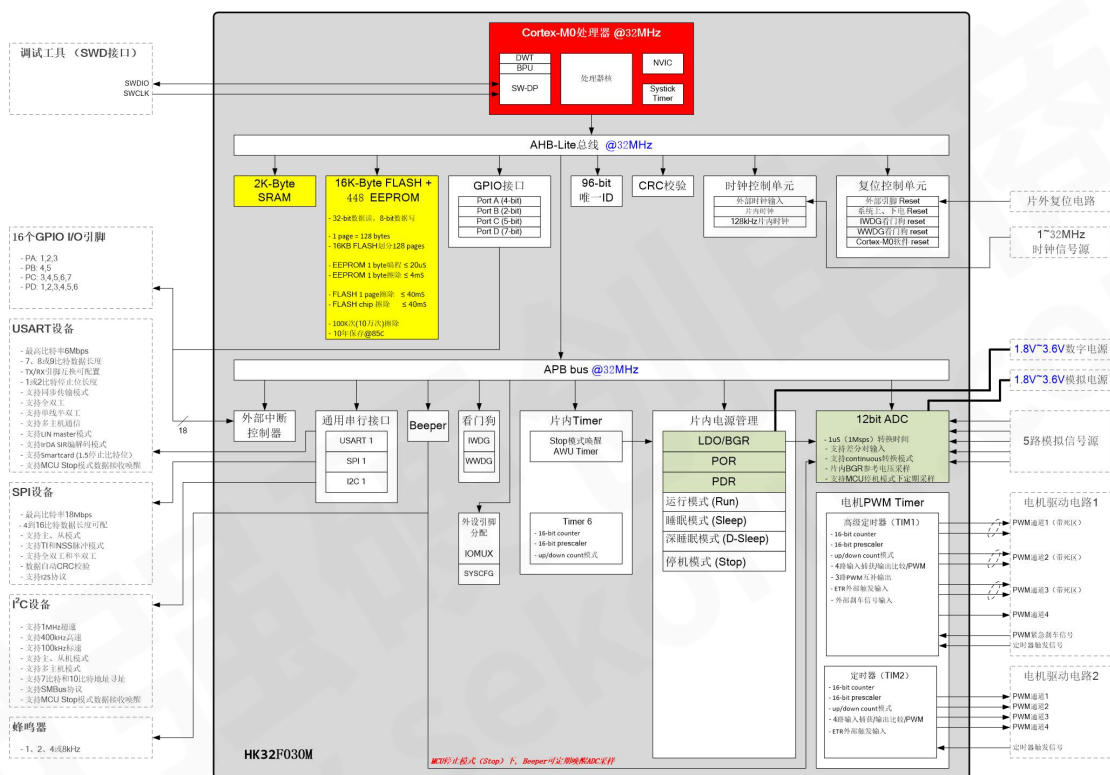 Cortex-M0处理器 @32MHz
DWT
BPU
SW-DP
处理器核
NVIC
Systick
Timer
调试工具 （SWD接口）
SWDIO
SWCLK
AHB-Lite总线 @32MHz
2K-Byte
SRAM
16K-Byte FLASH +
448 EEPROM
- 32-bit数据读，8-bit数据写
- 1 page = 128 bytes
- 16KB FLASH划分128 pages
- EEPROM 1 byte编程 ≤ 20uS
- EEPROM 1 byte擦除 ≤ 4mS
- FLASH 1 page擦除 ≤ 40mS
- FLASH chip 擦除 ≤ 40mS
- 100K次(10万次)擦除
- 10年保存@85C
GPIO接口
Port A (4-bit)
Port B (2-bit)
Port C (5-bit)
Port D (7-bit)
96-bit
唯一ID
CRC校验
时钟控制单元
外部时钟输入
片内时钟
128kHz片内时钟
复位控制单元
外部引脚 Reset
系统上、下电 Reset
IWDG看门狗 reset
WWDG看门狗 reset
Cortex-M0软件 reset
片外复位电路
1~32MHz
时钟信号源
16个GPIO I/O引脚
- PA: 1,2,3
- PB: 4,5
- PC: 3,4,5,6,7
- PD: 1,2,3,4,5,6
USART设备
- 最高比特率6Mbps
- 7、8或9比特数据长度
- TX/RX引脚互换可配置
- 1或2比特停止位长度
- 支持同步传输模式
- 支持全双工
- 支持单线半双工
- 支持多主机通信
- 支持LIN master模式
- 支持IrDA SIR编解码模式
- 支持Smartcard (1.5停止比特位)
- 支持MCU Stop模式数据接收唤醒
18
SPI设备
- 最高比特率18Mbps
- 4到16比特数据长度可配
- 支持主、从模式
- 支持TI和NSS脉冲模式
- 支持全双工和半双工
- 数据自动CRC校验
- 支持I2S协议
I²C设备
- 支持1MHz超速
- 支持400kHz高速
- 支持100kHz标速
- 支持主、从机模式
- 支持多主机模式
- 支持7比特和10比特地址寻址
- 支持SMBus协议
- 支持MCU Stop模式数据接收唤醒
蜂鸣器
- 1、2、4或8kHz
APB bus @32MHz
外部中断
控制器
通用串行接口
USART 1
SPI 1
I2C 1
Beeper
看门狗
IWDG
WWDG
外设引脚
分配
IOMUX
SYSCFG
片内Timer
Stop模式唤醒
AWU Timer
Timer 6
- 16-bit counter
- 16-bit prescaler
- up/down count模式
片内电源管理
LDO/BGR
POR
PDR
运行模式 (Run)
睡眠模式 (Sleep)
深睡眠模式 (D-Sleep)
停机模式 (Stop)
12bit ADC
- 1uS（1Msps）转换时间
- 支持差分对输入
- 支持continuous转换模式
- 片内BGR参考电压采样
- 支持MCU停机模式下定期采样
1.8V~3.6V数字电源
1.8V~3.6V模拟电源
5路模拟信号源
电机PWM Timer
高级定时器（TIM1）
- 16-bit counter
- 16-bit prescaler
- up/down count模式
- 4路输入捕获/输出比较/PWM
- 3路PWM互补输出
- ETR外部触发输入
- 外部刹车信号输入
定时器（TIM2）
- 16-bit counter
- 16-bit prescaler
- up/down count模式
- 4路输入捕获/输出比较/PWM
- ETR外部触发输入
电机驱动电路1
PWM通道1（带死区）
PWM通道2（带死区）
PWM通道3（带死区）
PWM通道4
PWM紧急刹车信号
定时器触发信号
电机驱动电路2
PWM通道1
PWM通道2
PWM通道3
PWM通道4
定时器触发信号
HK32F030M
MCU停止模式（Stop）下，Beeper可定期唤醒ADC采样